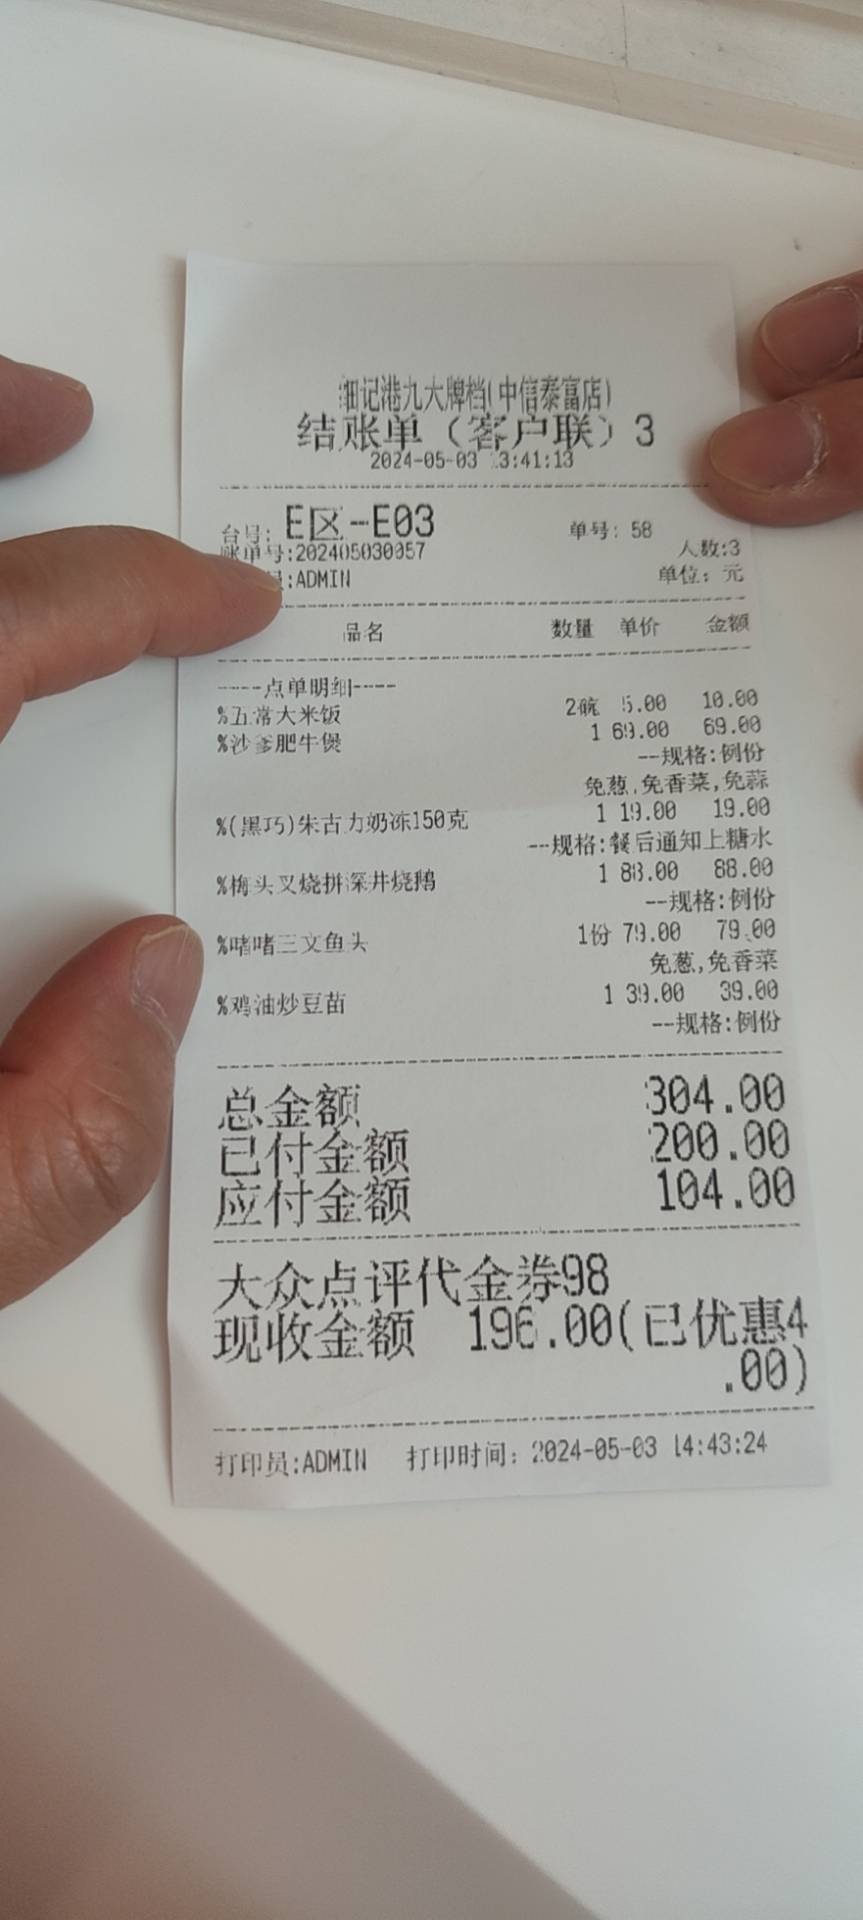 细记港九大牌档(中信泰富店)
结账单（客户联）3
2024-05-03 13:41:13
台号: E区-E03 单号: 58
账单号:202405030057 人数:3
员:ADMIN 单位: 元
品名 数量 单价 金额
----点单明细----
%五常大米饭 2碗 5.00 10.00
%沙爹肥牛煲 1 69.00 69.00
--规格:例份
免葱,免香菜,免蒜
%(黑巧)朱古力奶冻150克 1 19.00 19.00
--规格:餐后通知上糖水
%梅头叉烧拼深井烧鹅 1 88.00 88.00
--规格:例份
%啫啫三文鱼头 1份 79.00 79.00
免葱,免香菜
%鸡油炒豆苗 1 39.00 39.00
--规格:例份
总金额 304.00
已付金额 200.00
应付金额 104.00
大众点评代金券98
现收金额 196.00(已优惠4
.00)
打印员:ADMIN 打印时间: 2024-05-03 14:43:24